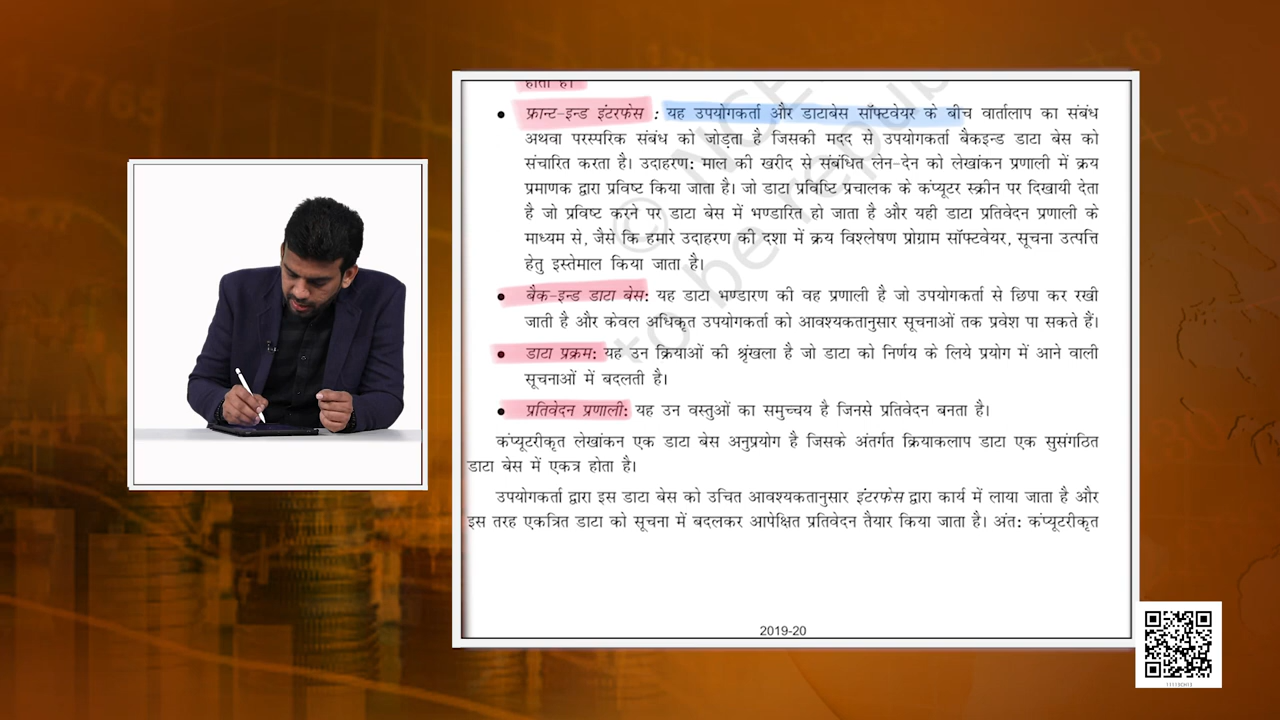 होता है।
• फ्रान्ट-इन्ड इंटरफेस : यह उपयोगकर्ता और डाटाबेस सॉफ्टवेयर के बीच वार्तालाप का संबंध
अथवा परस्परिक संबंध को जोड़ता है जिसकी मदद से उपयोगकर्ता बैकइन्ड डाटा बेस को
संचारित करता है। उदाहरण: माल की खरीद से संबंधित लेन-देन को लेखांकन प्रणाली में क्रय
प्रमाणक द्वारा प्रविष्ट किया जाता है। जो डाटा प्रविष्टि प्रचालक के कंप्यूटर स्क्रीन पर दिखायी देता
है जो प्रविष्ट करने पर डाटा बेस में भण्डारित हो जाता है और यही डाटा प्रतिवेदन प्रणाली के
माध्यम से, जैसे कि हमारे उदाहरण की दशा में क्रय विश्लेषण प्रोग्राम सॉफ्टवेयर, सूचना उत्पत्ति
हेतु इस्तेमाल किया जाता है।
• बैक-इन्ड डाटा बेस: यह डाटा भण्डारण की वह प्रणाली है जो उपयोगकर्ता से छिपा कर रखी
जाती है और केवल अधिकृत उपयोगकर्ता को आवश्यकतानुसार सूचनाओं तक प्रवेश पा सकते हैं।
• डाटा प्रक्रम: यह उन क्रियाओं की श्रृंखला है जो डाटा को निर्णय के लिये प्रयोग में आने वाली
सूचनाओं में बदलती है।
• प्रतिवेदन प्रणाली: यह उन वस्तुओं का समुच्चय है जिनसे प्रतिवेदन बनता है।
कंप्यूटरीकृत लेखांकन एक डाटा बेस अनुप्रयोग है जिसके अंतर्गत क्रियाकलाप डाटा एक सुसंगठित
डाटा बेस में एकत्र होता है।
उपयोगकर्ता द्वारा इस डाटा बेस को उचित आवश्यकतानुसार इंटरफेस द्वारा कार्य में लाया जाता है और
इस तरह एकत्रित डाटा को सूचना में बदलकर आपेक्षित प्रतिवेदन तैयार किया जाता है। अंत: कंप्यूटरीकृत
2019-20